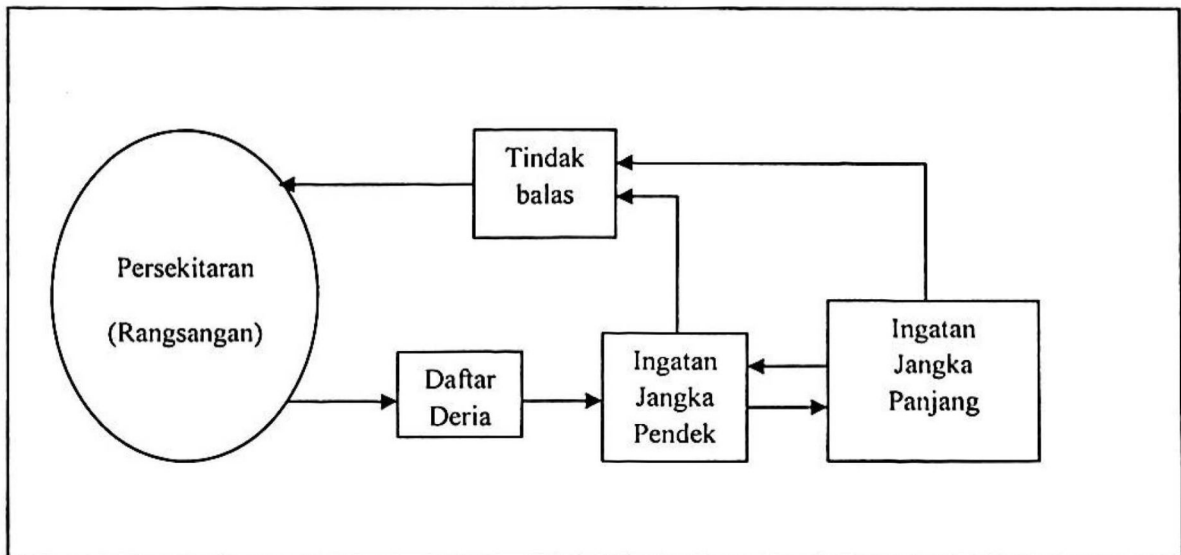 Tindak
balas
Persekitaran
(Rangsangan)
Daftar
Deria
Ingatan
Jangka
Pendek
Ingatan
Jangka
Panjang